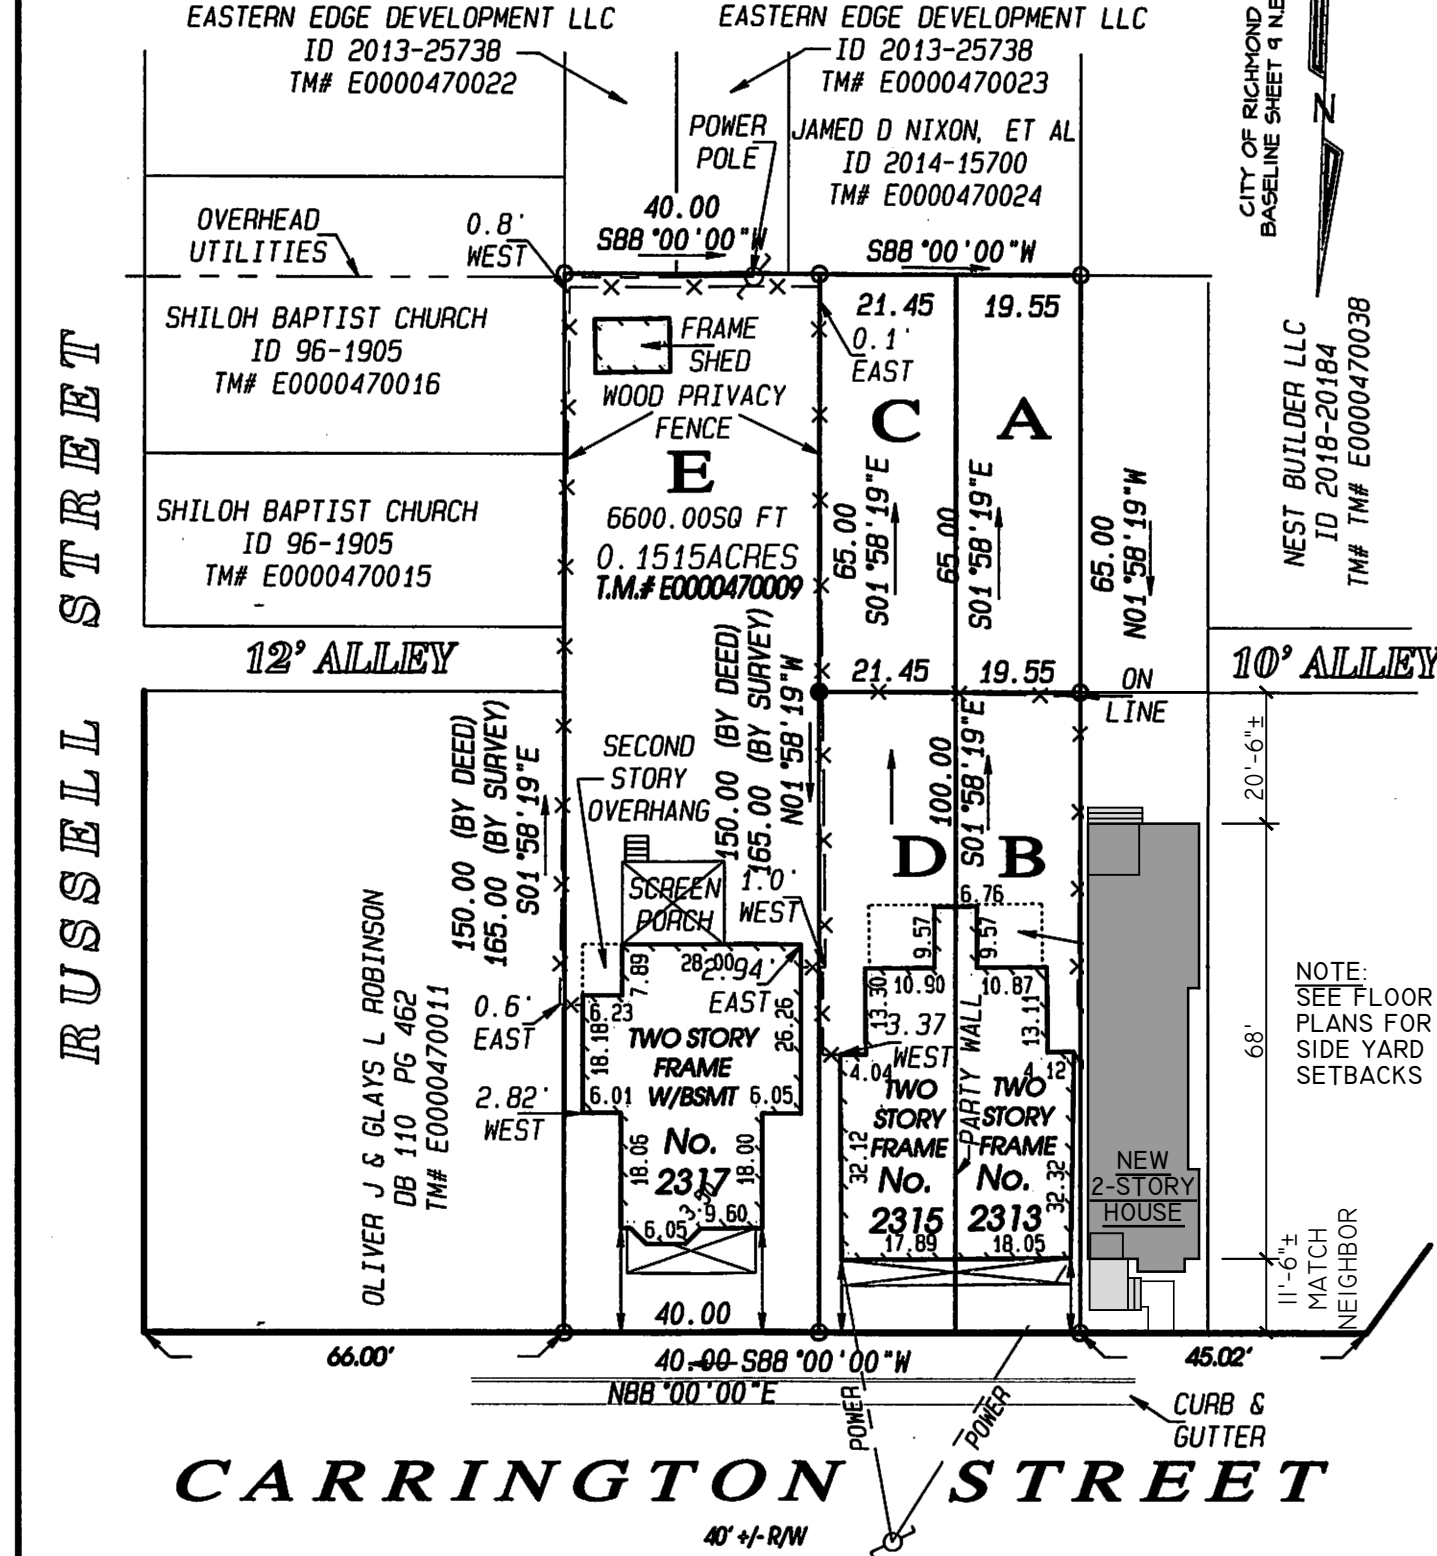 EASTERN EDGE DEVELOPMENT LLC
ID 2013-25738
TM# E0000470022
EASTERN EDGE DEVELOPMENT LLC
ID 2013-25738
TM# E0000470023
JAMED D NIXON, ET AL
ID 2014-15700
TM# E0000470024
CITY OF RICHMOND
BASELINE SHEET 9 N.E
N
POWER
POLE
OVERHEAD
UTILITIES
0.8'
WEST
40.00
S88°00'00"W
S88°00'00"W
21.45
19.55
0.1'
EAST
SHILOH BAPTIST CHURCH
ID 96-1905
TM# E0000470016
SHILOH BAPTIST CHURCH
ID 96-1905
TM# E0000470015
FRAME
SHED
WOOD PRIVACY
FENCE
E
6600.00SQ FT
0.1515ACRES
T.M.# E0000470009
C
A
65.00
S01°58'19"E
65.00
S01°58'19"E
65.00
N01°58'19"W
NEST BUILDER LLC
ID 2018-20184
TM# TM# E0000470038
RUSSELL STREET
12' ALLEY
10' ALLEY
21.45
19.55
ON
LINE
150.00 (BY DEED)
165.00 (BY SURVEY)
S01°58'19"E
150.00 (BY DEED)
165.00 (BY SURVEY)
N01°58'19"W
100.00
S01°58'19"E
SECOND
STORY
OVERHANG
SCREEN
PORCH
1.0'
WEST
D
B
20'-6"±
OLIVER J & GLAYS L ROBINSON
DB 110 PG 462
TM# E0000470011
0.6'
EAST
2.82'
WEST
7.89
28.00
2.94'
EAST
6.23
18.18
26.26
TWO STORY
FRAME
W/BSMT
6.01
6.05
No.
2317
18.06
18.00
3.50
6.05
9.60
6.76
9.57
9.57
10.90
10.87
13.30
13.11
3.37
WEST
4.04
4.12
PARTY WALL
TWO
STORY
FRAME
No.
2315
TWO
STORY
FRAME
No.
2313
32.12
32.32
17.89
18.05
NEW
2-STORY
HOUSE
68'
NOTE:
SEE FLOOR
PLANS FOR
SIDE YARD
SETBACKS
11'-6"±
MATCH
NEIGHBOR
40.00
66.00'
40.00 S88°00'00"W
45.02'
N88°00'00"E
POWER
POWER
CURB &
GUTTER
CARRINGTON STREET
40' +/- R/W